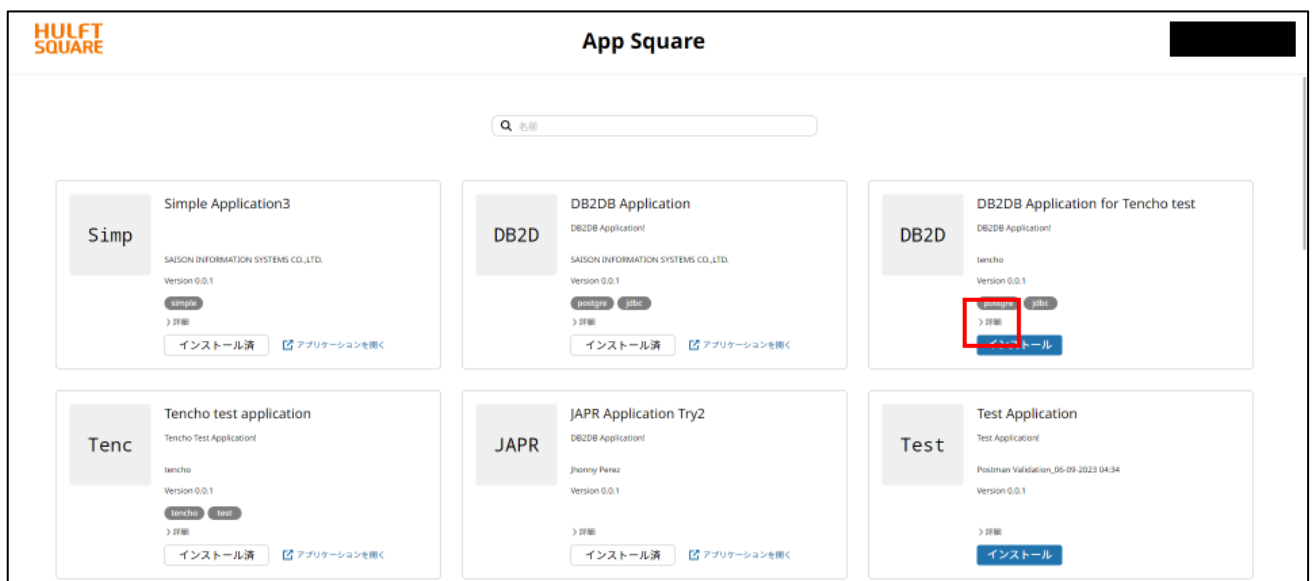 HULFT
SQUARE
App Square
名前
Simp
Simple Application3
SAISON INFORMATION SYSTEMS CO.,LTD.
Version 0.0.1
simple
詳細
インストール済
アプリケーションを開く
DB2D
DB2DB Application
DB2DB Application!
SAISON INFORMATION SYSTEMS CO.,LTD.
Version 0.0.1
postgre jdbc
詳細
インストール済
アプリケーションを開く
DB2D
DB2DB Application for Tencho test
DB2DB Application!
tencho
Version 0.0.1
postgre jdbc
詳細
インストール
Tenc
Tencho test application
Tencho Test Application!
tencho
Version 0.0.1
tencho test
詳細
インストール済
アプリケーションを開く
JAPR
JAPR Application Try2
DB2DB Application!
Jhonny Perez
Version 0.0.1
詳細
インストール済
アプリケーションを開く
Test
Test Application
Test Application!
Postman Validation_06-09-2023 04:34
Version 0.0.1
詳細
インストール